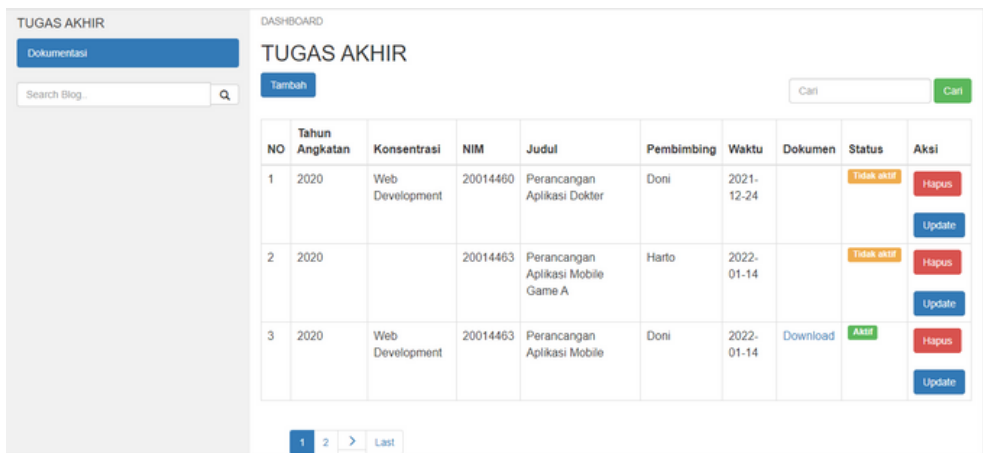 TUGAS AKHIR
Dokumentasi
Search Blog..
DASHBOARD
TUGAS AKHIR
Tambah
Cari
Cari
NO Tahun Angkatan Konsentrasi NIM Judul Pembimbing Waktu Dokumen Status Aksi
1 2020 Web Development 20014460 Perancangan Aplikasi Dokter Doni 2021-12-24 Tidak aktif Hapus
Update
2 2020 20014463 Perancangan Aplikasi Mobile Game A Harto 2022-01-14 Tidak aktif Hapus
Update
3 2020 Web Development 20014463 Perancangan Aplikasi Mobile Doni 2022-01-14 Download Aktif Hapus
Update
1 2 > Last